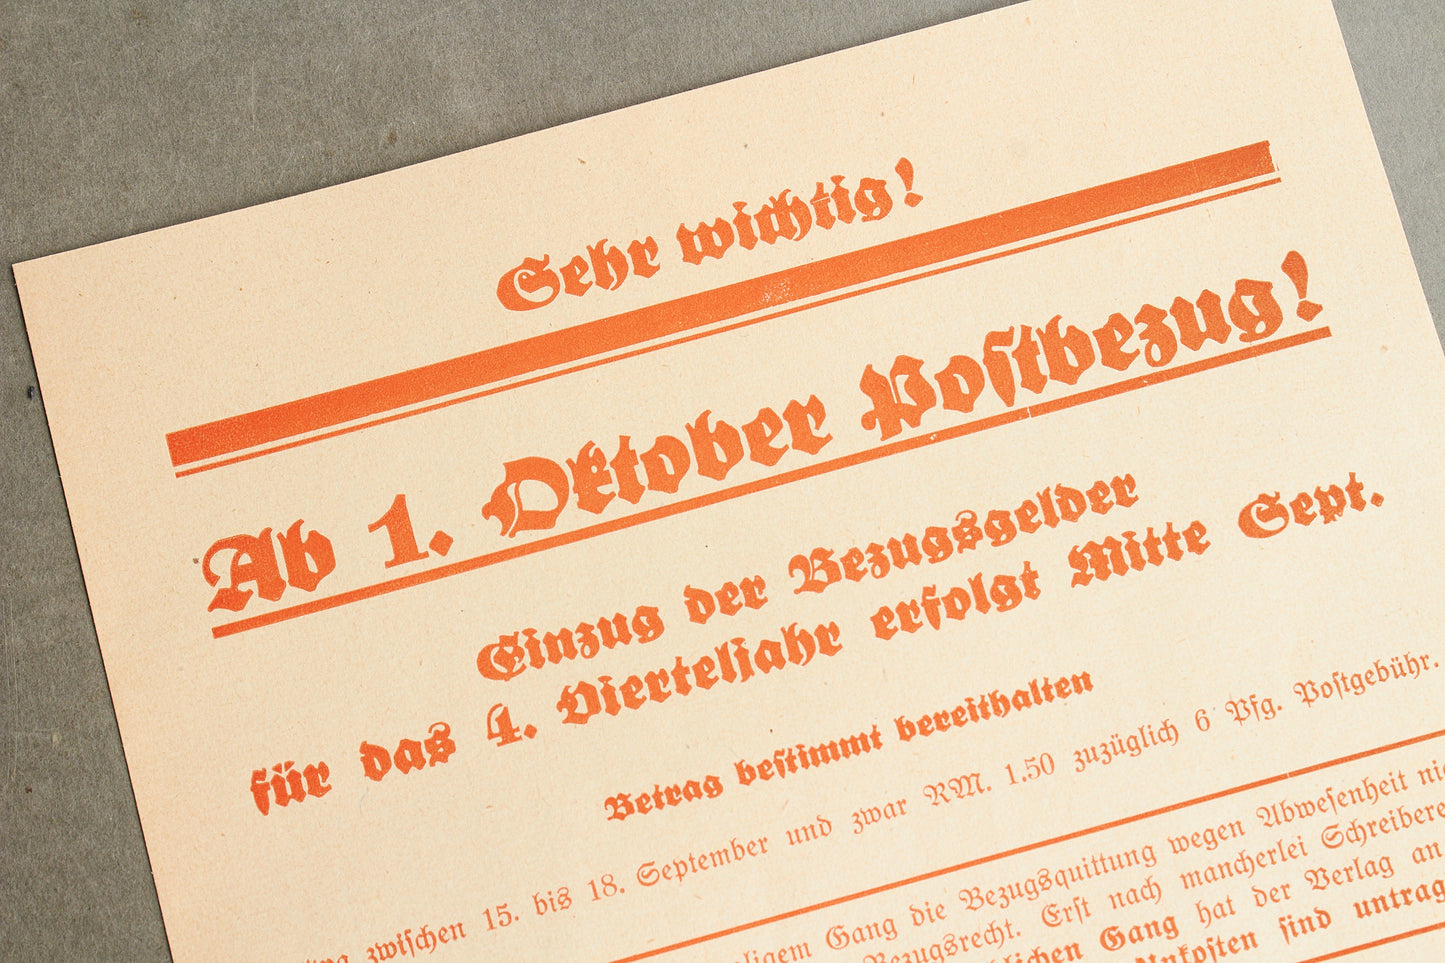 Sehr wichtig!
Ab 1. Oktober Poſtbezug!
Einzug der Bezugsgelder
für das 4. Vierteljahr erfolgt Mitte Sept.
Betrag beſtimmt bereithalten
zwiſchen 15. bis 18. September und zwar RM. 1.50 zuzüglich 6 Pfg. Poſtgebühr.
Gang die Bezugsquittung wegen Abweſenheit
Bezugsrecht. Erſt nach mancherlei
Gang hat der Verlag an
ſind